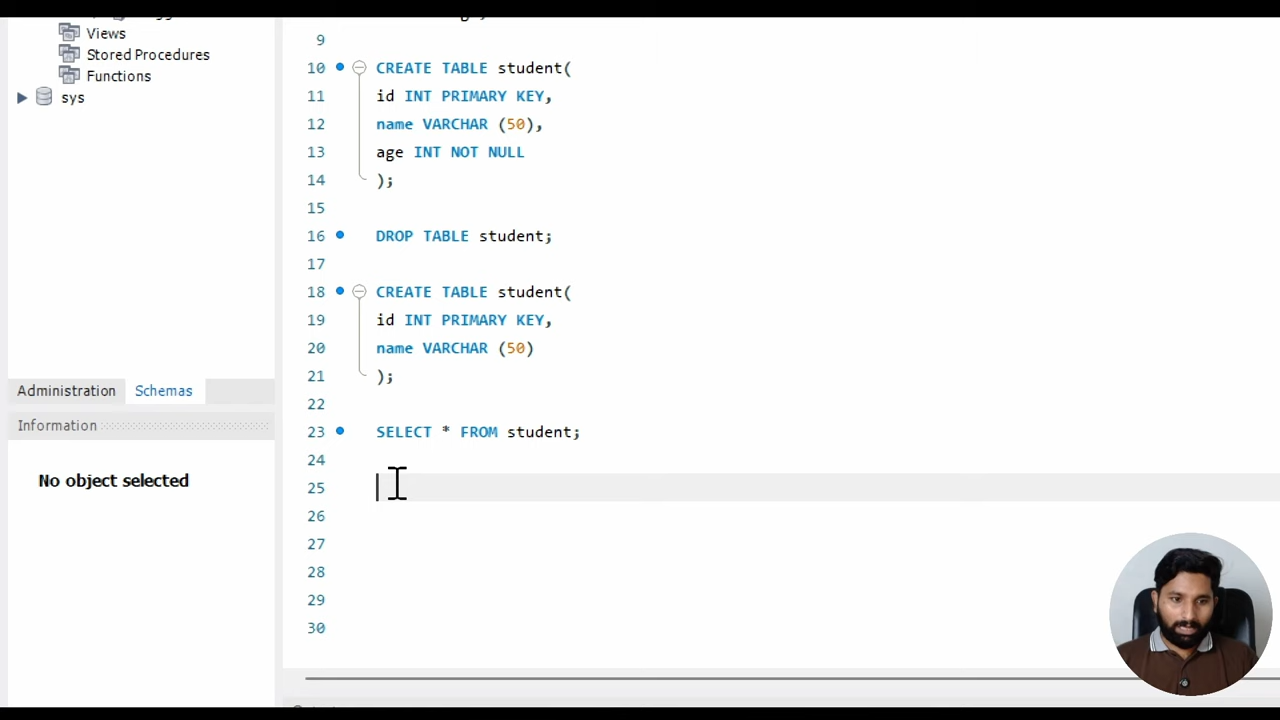 Views
Stored Procedures
Functions
sys
Administration Schemas
Information
No object selected
9
10 CREATE TABLE student(
11 id INT PRIMARY KEY,
12 name VARCHAR (50),
13 age INT NOT NULL
14 );
15
16 DROP TABLE student;
17
18 CREATE TABLE student(
19 id INT PRIMARY KEY,
20 name VARCHAR (50)
21 );
22
23 SELECT * FROM student;
24
25
26
27
28
29
30